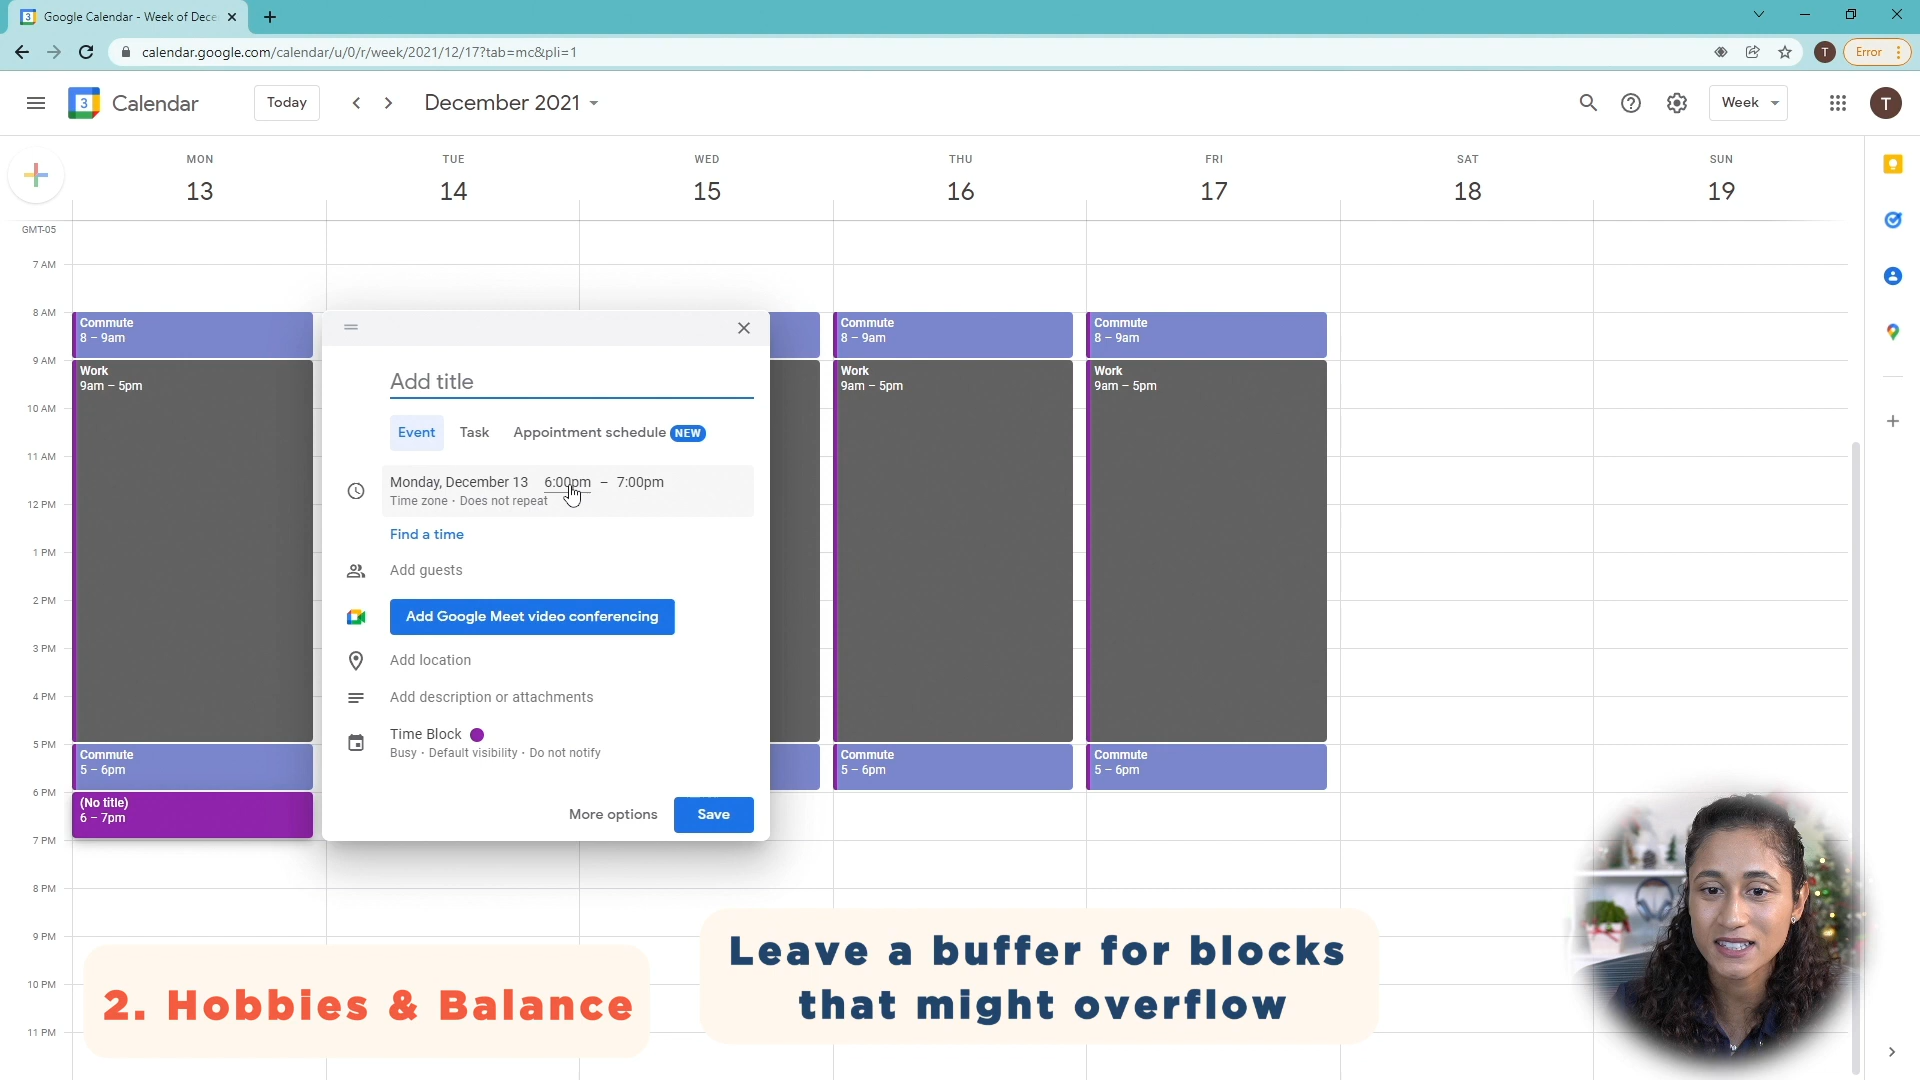 Google Calendar - Week of Dece
calendar.google.com/calendar/u/0/r/week/2021/12/17?tab=mc&pli=1
T
Error
3
Calendar
Today
December 2021
Week
T
MON
13
TUE
14
WED
15
THU
16
FRI
17
SAT
18
SUN
19
GMT-05
7 AM
8 AM
9 AM
10 AM
11 AM
12 PM
1 PM
2 PM
3 PM
4 PM
5 PM
6 PM
7 PM
8 PM
9 PM
10 PM
11 PM
Commute
8 – 9am
Work
9am – 5pm
Commute
5 – 6pm
(No title)
6 – 7pm
Add title
Event Task Appointment schedule NEW
Monday, December 13 6:00pm – 7:00pm
Time zone · Does not repeat
Find a time
Add guests
Add Google Meet video conferencing
Add location
Add description or attachments
Time Block
Busy · Default visibility · Do not notify
More options Save
Commute
8 – 9am
Work
9am – 5pm
Commute
5 – 6pm
Commute
8 – 9am
Work
9am – 5pm
Commute
5 – 6pm
2. Hobbies & Balance
Leave a buffer for blocks
that might overflow